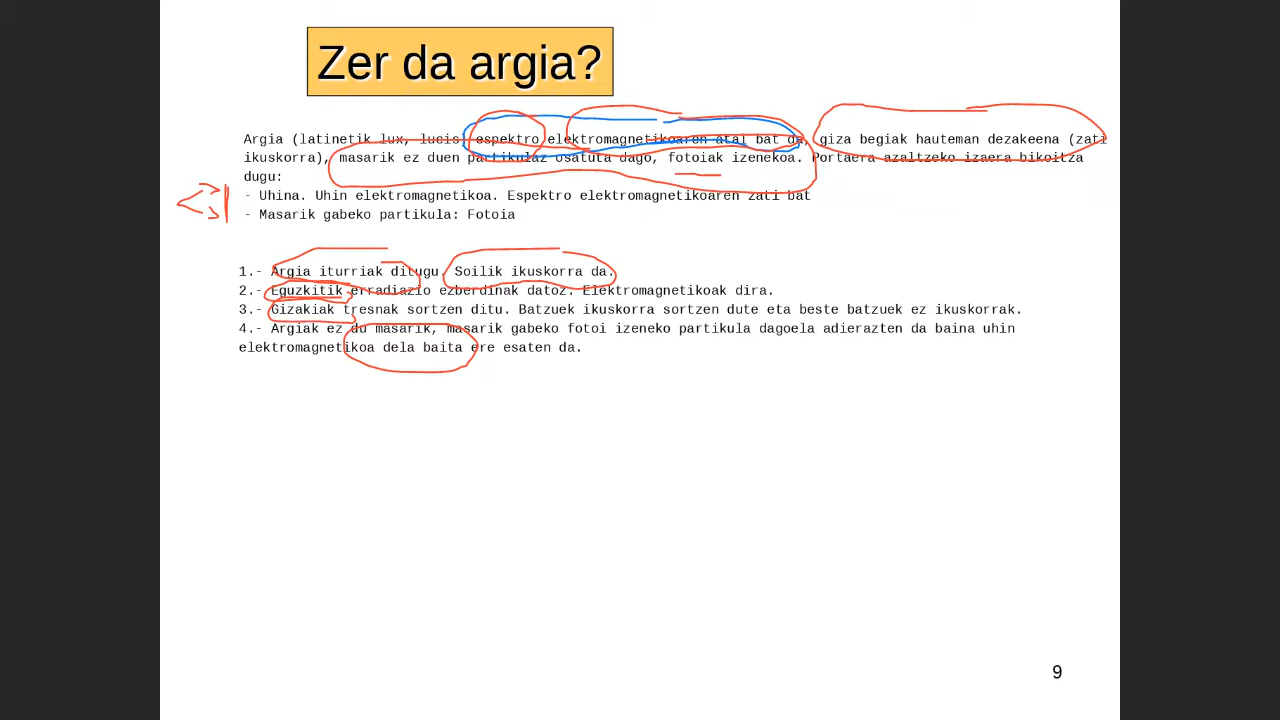 Zer da argia?
Argia (latinetik lux, lucis) espektro elektromagnetikoaren atal bat da, giza begiak hauteman dezakeena (zati
ikuskorra), masarik ez duen partikulaz osatuta dago, fotoiak izenekoa. Portaera azaltzeko izaera bikoitza
dugu:
- Uhina. Uhin elektromagnetikoa. Espektro elektromagnetikoaren zati bat
- Masarik gabeko partikula: Fotoia
1.- Argia iturriak ditugu. Soilik ikuskorra da.
2.- Eguzkitik erradiazio ezberdinak datoz. Elektromagnetikoak dira.
3.- Gizakiak tresnak sortzen ditu. Batzuek ikuskorra sortzen dute eta beste batzuek ez ikuskorrak.
4.- Argiak ez du masarik, masarik gabeko fotoi izeneko partikula dagoela adierazten da baina uhin
elektromagnetikoa dela baita ere esaten da.
9